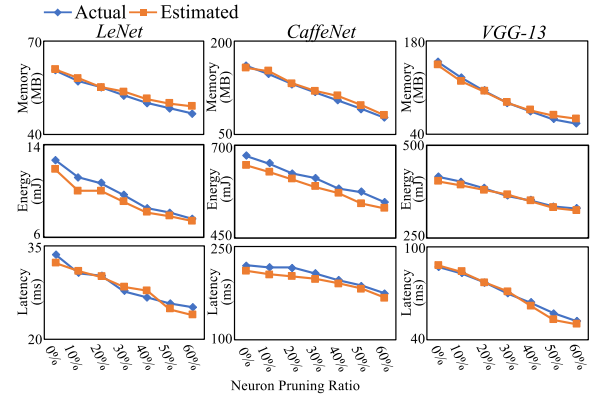 Actual Estimated
LeNet CaffeNet VGG-13
70 200 180
Memory (MB) Memory (MB) Memory (MB)
40 50 40
14 700 500
Energy (mJ) Energy (mJ) Energy (mJ)
6 450 250
35 250 100
Latency (ms) Latency (ms) Latency (ms)
20 100 40
0% 10% 20% 30% 40% 50% 60% 0% 10% 20% 30% 40% 50% 60% 0% 10% 20% 30% 40% 50% 60%
Neuron Pruning Ratio